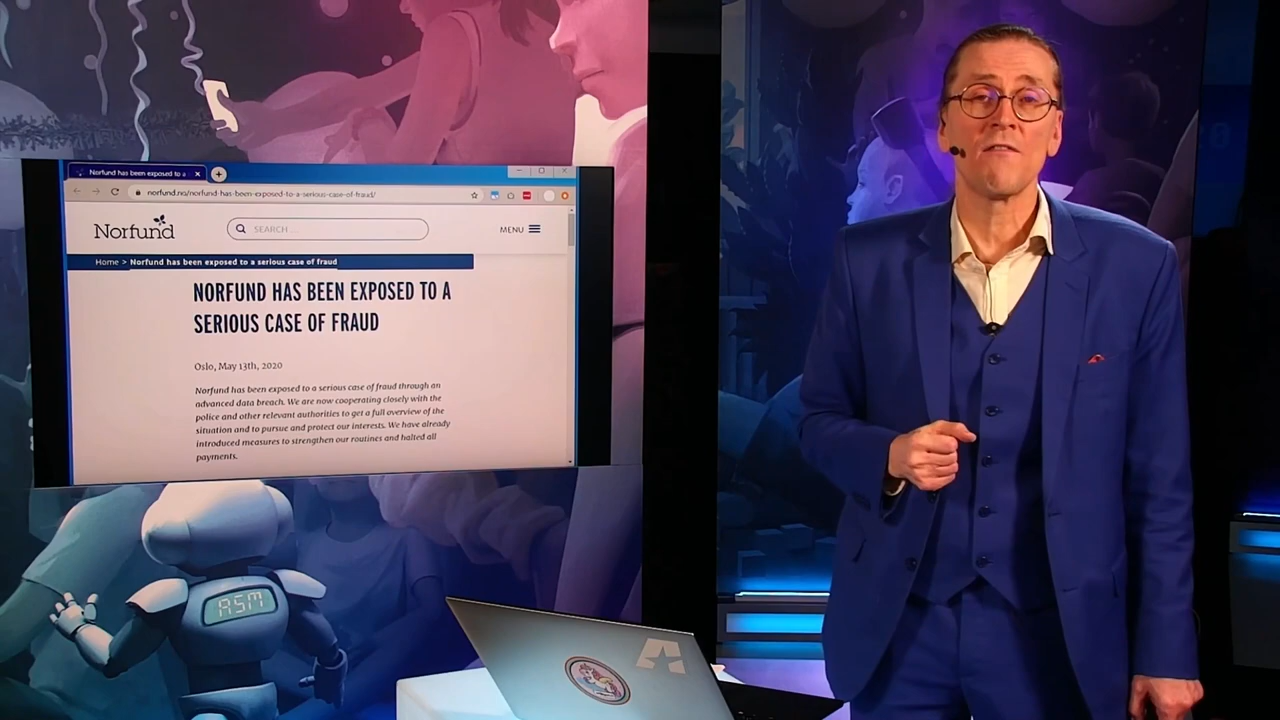 Norfund has been exposed to a
norfund.no/norfund-has-been-exposed-to-a-serious-case-of-fraud/
Norfund
SEARCH ...
MENU
Home > Norfund has been exposed to a serious case of fraud
NORFUND HAS BEEN EXPOSED TO A
SERIOUS CASE OF FRAUD
Oslo, May 13th, 2020
Norfund has been exposed to a serious case of fraud through an
advanced data breach. We are now cooperating closely with the
police and other relevant authorities to get a full overview of the
situation and to pursue and protect our interests. We have already
introduced measures to strengthen our routines and halted all
payments.
ASM